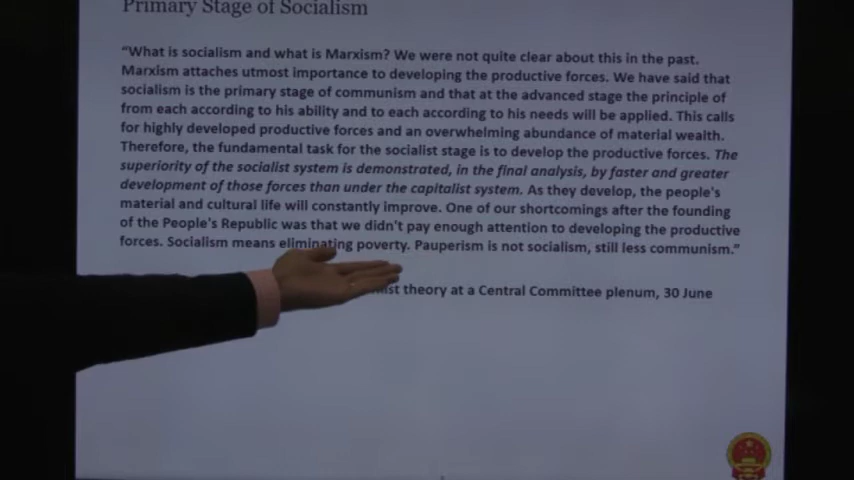 Primary Stage of Socialism
“What is socialism and what is Marxism? We were not quite clear about this in the past.
Marxism attaches utmost importance to developing the productive forces. We have said that
socialism is the primary stage of communism and that at the advanced stage the principle of
from each according to his ability and to each according to his needs will be applied. This calls
for highly developed productive forces and an overwhelming abundance of material wealth.
Therefore, the fundamental task for the socialist stage is to develop the productive forces. The
superiority of the socialist system is demonstrated, in the final analysis, by faster and greater
development of those forces than under the capitalist system. As they develop, the people's
material and cultural life will constantly improve. One of our shortcomings after the founding
of the People's Republic was that we didn't pay enough attention to developing the productive
forces. Socialism means eliminating poverty. Pauperism is not socialism, still less communism.”
theory at a Central Committee plenum, 30 June